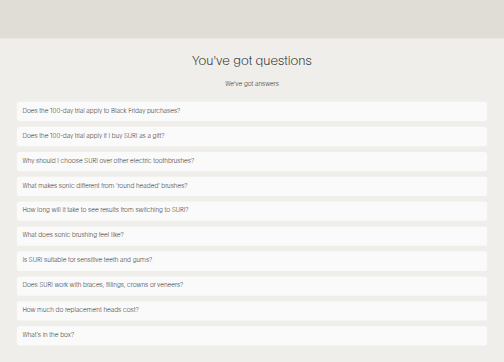 You've got questions
We've got answers
Does the 100-day trial apply to Black Friday purchases?
Does the 100-day trial apply if I buy SURI as a gift?
Why should I choose SURI over other electric toothbrushes?
What makes sonic different from 'round headed' brushes?
How long will it take to see results from switching to SURI?
What does sonic brushing feel like?
Is SURI suitable for sensitive teeth and gums?
Does SURI work with braces, fillings, crowns or veneers?
How much do replacement heads cost?
What's in the box?